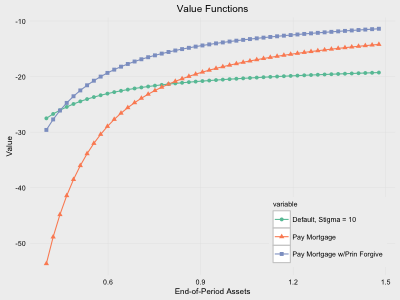 Value Functions
-10
-20
-30
-40
-50
Value
0.6
0.9
1.2
1.5
End-of-Period Assets
variable
Default, Stigma = 10
Pay Mortgage
Pay Mortgage w/Prin Forgive